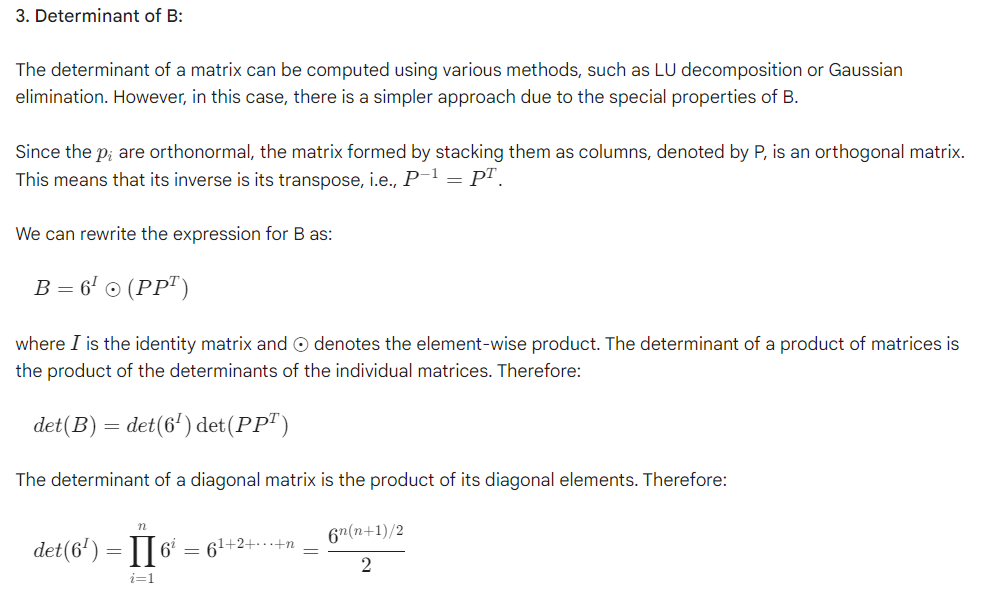 3. Determinant of B:
The determinant of a matrix can be computed using various methods, such as LU decomposition or Gaussian
elimination. However, in this case, there is a simpler approach due to the special properties of B.
Since the $p_i$ are orthonormal, the matrix formed by stacking them as columns, denoted by P, is an orthogonal matrix.
This means that its inverse is its transpose, i.e., $P^{-1} = P^T$.
We can rewrite the expression for B as:
$B = 6^I \odot (PP^T)$
where $I$ is the identity matrix and $\odot$ denotes the element-wise product. The determinant of a product of matrices is
the product of the determinants of the individual matrices. Therefore:
$det(B) = det(6^I) \det(PP^T)$
The determinant of a diagonal matrix is the product of its diagonal elements. Therefore:
$det(6^I) = \prod_{i=1}^{n} 6^i = 6^{1+2+\cdots+n} = \frac{6^{n(n+1)/2}}{2}$